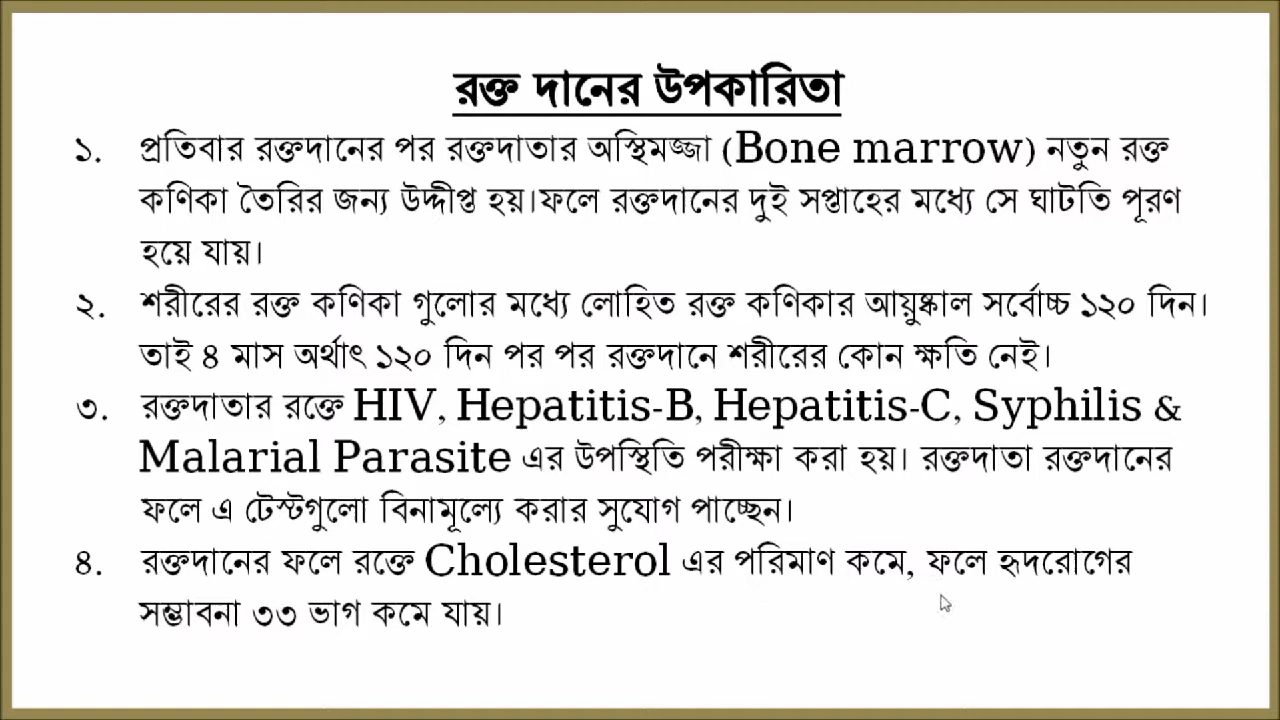 রক্ত দানের উপকারিতা
১. প্রতিবার রক্তদানের পর রক্তদাতার অস্থিমজ্জা (Bone marrow) নতুন রক্ত
কণিকা তৈরির জন্য উদ্দীপ্ত হয়।ফলে রক্তদানের দুই সপ্তাহের মধ্যে সে ঘাটতি পূরণ
হয়ে যায়।
২. শরীরের রক্ত কণিকা গুলোর মধ্যে লোহিত রক্ত কণিকার আয়ুষ্কাল সর্বোচ্চ ১২০ দিন।
তাই ৪ মাস অর্থাৎ ১২০ দিন পর পর রক্তদানে শরীরের কোন ক্ষতি নেই।
৩. রক্তদাতার রক্তে HIV, Hepatitis-B, Hepatitis-C, Syphilis &
Malarial Parasite এর উপস্থিতি পরীক্ষা করা হয়। রক্তদাতা রক্তদানের
ফলে এ টেস্টগুলো বিনামূল্যে করার সুযোগ পাচ্ছেন।
৪. রক্তদানের ফলে রক্তে Cholesterol এর পরিমাণ কমে, ফলে হৃদরোগের
সম্ভাবনা ৩৩ ভাগ কমে যায়।